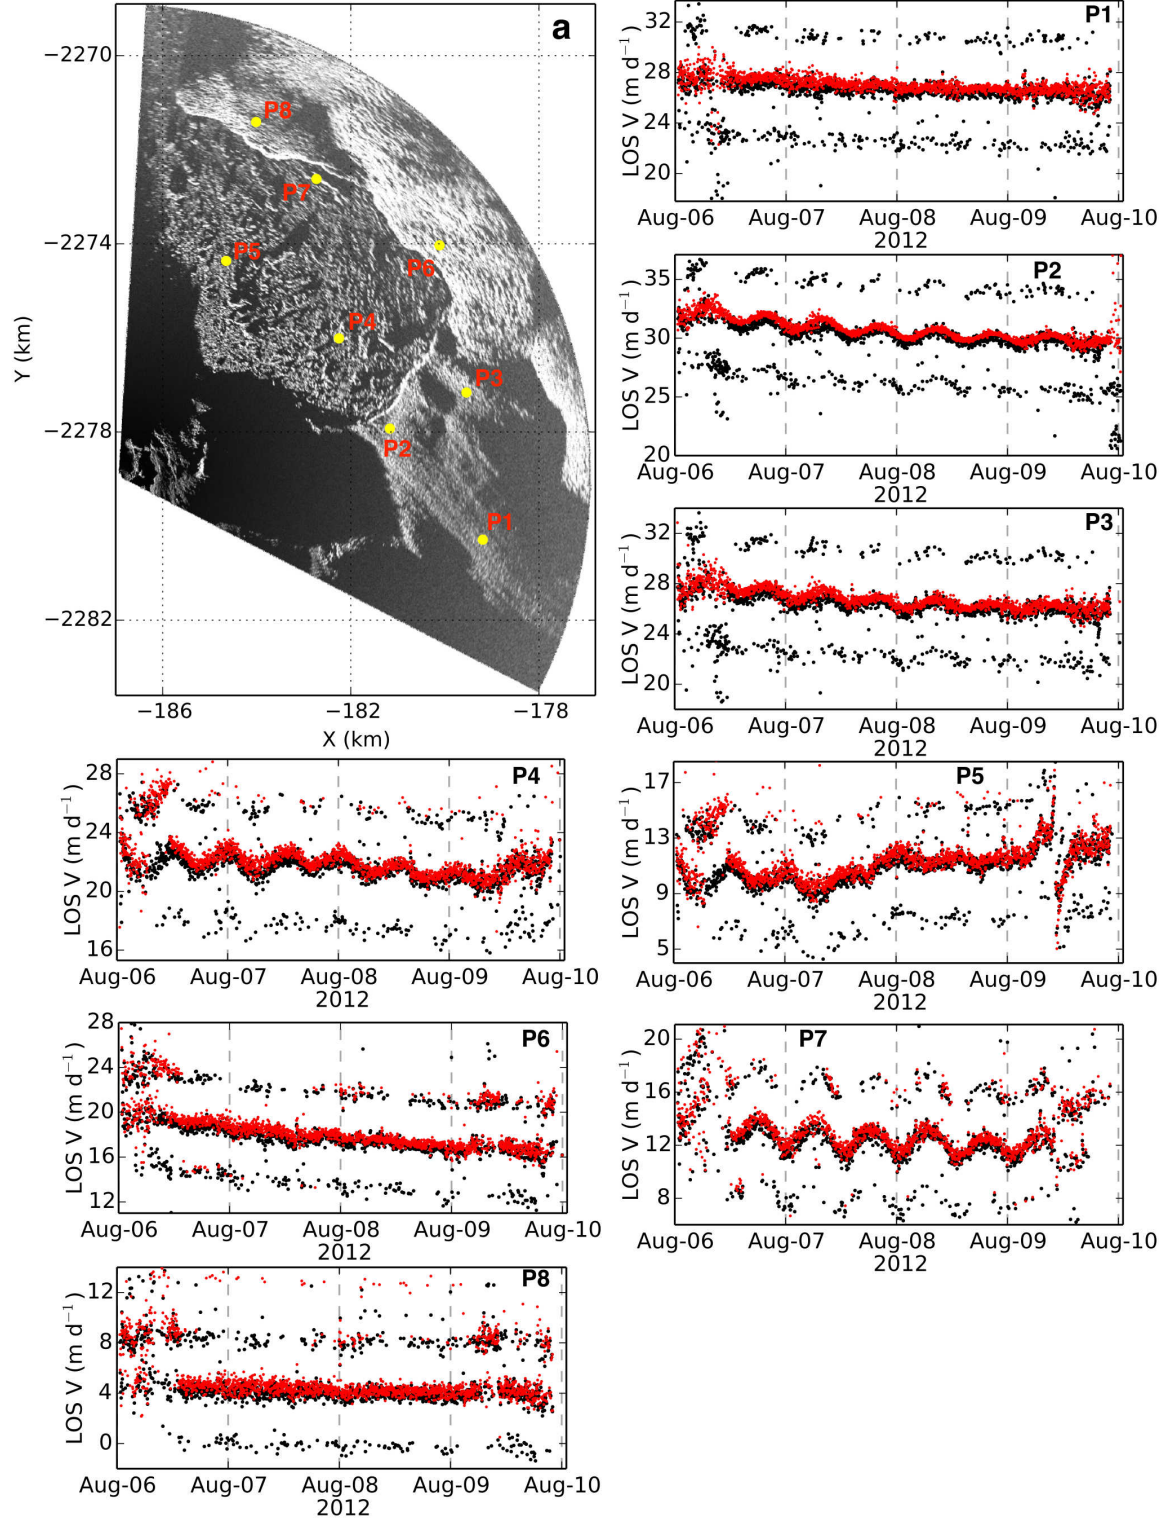 a
−2270
−2274
−2278
−2282
Y (km)
P8
P7
P5
P6
P4
P3
P2
P1
−186
−182
−178
X (km)
P1
LOS V (m d−1)
32
28
24
20
Aug-06 Aug-07 Aug-08 Aug-09 Aug-10
2012
P2
LOS V (m d−1)
35
30
25
20
Aug-06 Aug-07 Aug-08 Aug-09 Aug-10
2012
P3
LOS V (m d−1)
32
28
24
20
Aug-06 Aug-07 Aug-08 Aug-09 Aug-10
2012
P4
LOS V (m d−1)
28
24
20
16
Aug-06 Aug-07 Aug-08 Aug-09 Aug-10
2012
P5
LOS V (m d−1)
17
13
9
5
Aug-06 Aug-07 Aug-08 Aug-09 Aug-10
2012
P6
LOS V (m d−1)
28
24
20
16
12
Aug-06 Aug-07 Aug-08 Aug-09 Aug-10
2012
P7
LOS V (m d−1)
20
16
12
8
Aug-06 Aug-07 Aug-08 Aug-09 Aug-10
2012
P8
LOS V (m d−1)
12
8
4
0
Aug-06 Aug-07 Aug-08 Aug-09 Aug-10
2012